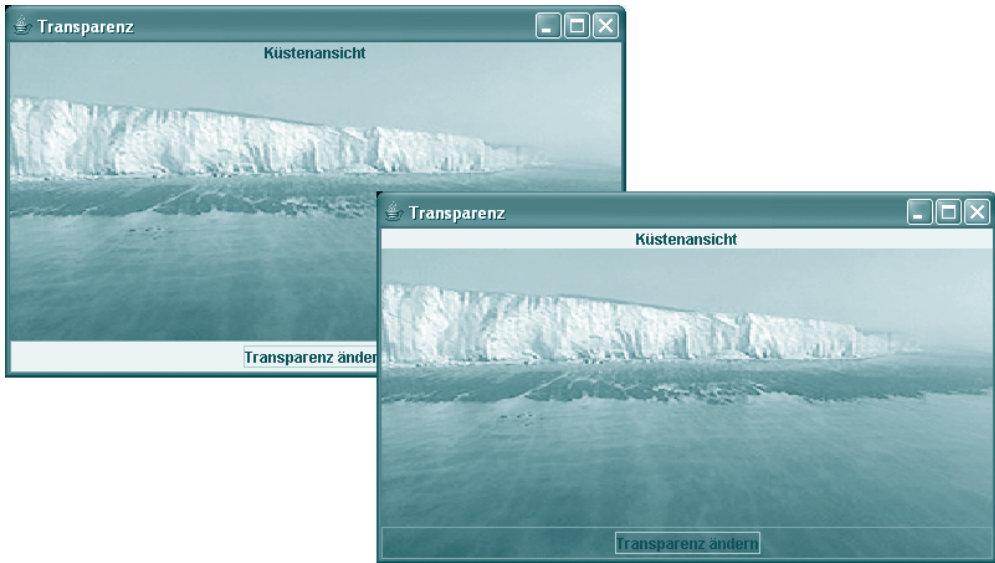 Transparenz
Küstenansicht
Transparenz änder
Transparenz
Küstenansicht
Transparenz ändern